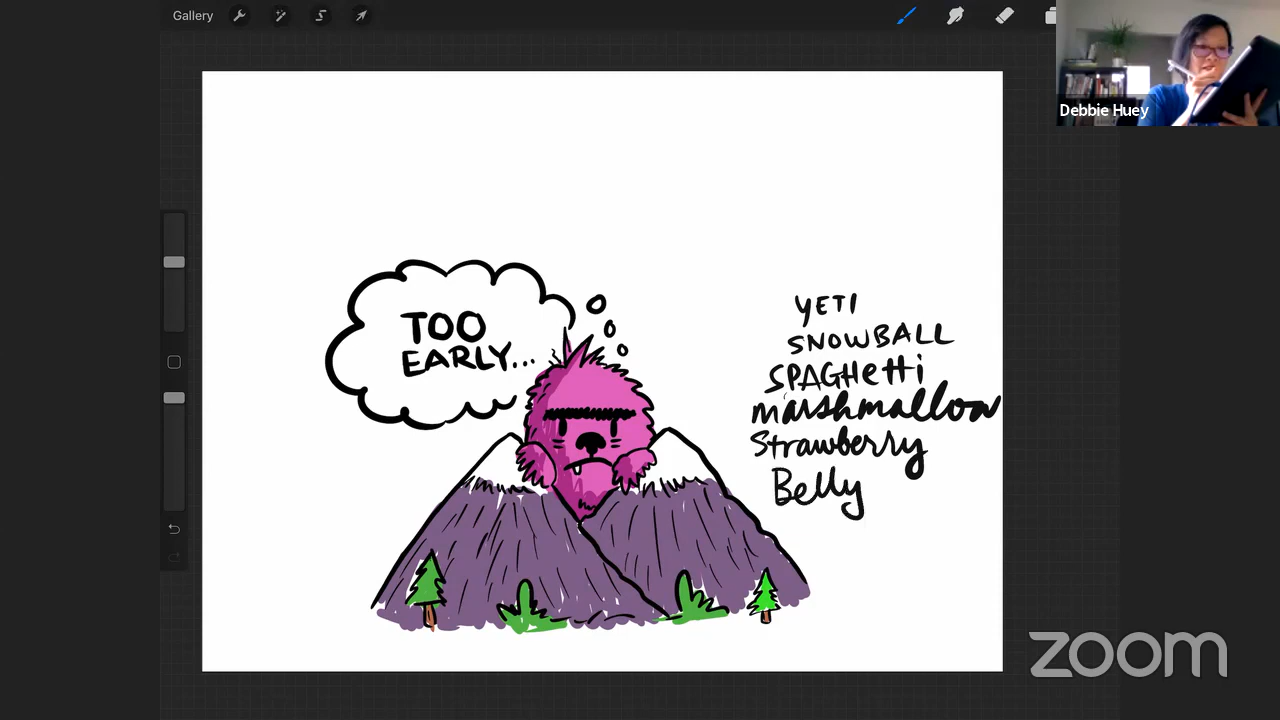 Gallery
Debbie Huey
TOO
EARLY...
YETI
SNOWBALL
SPAGHETTI
marshmallow
Strawberry
Belly
zoom